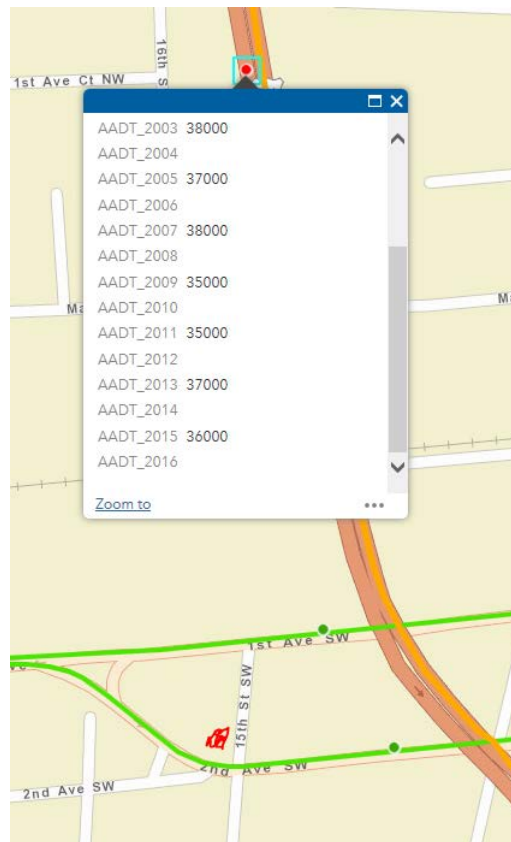 16th S
1st Ave Ct NW
AADT_2003 38000
AADT_2004
AADT_2005 37000
AADT_2006
AADT_2007 38000
AADT_2008
AADT_2009 35000
AADT_2010
Ma
M
AADT_2011 35000
AADT_2012
AADT_2013 37000
AADT_2014
AADT_2015 36000
AADT_2016
Zoom to
1st Ave SW
15th St SW
2nd Ave SW
2nd Ave SW